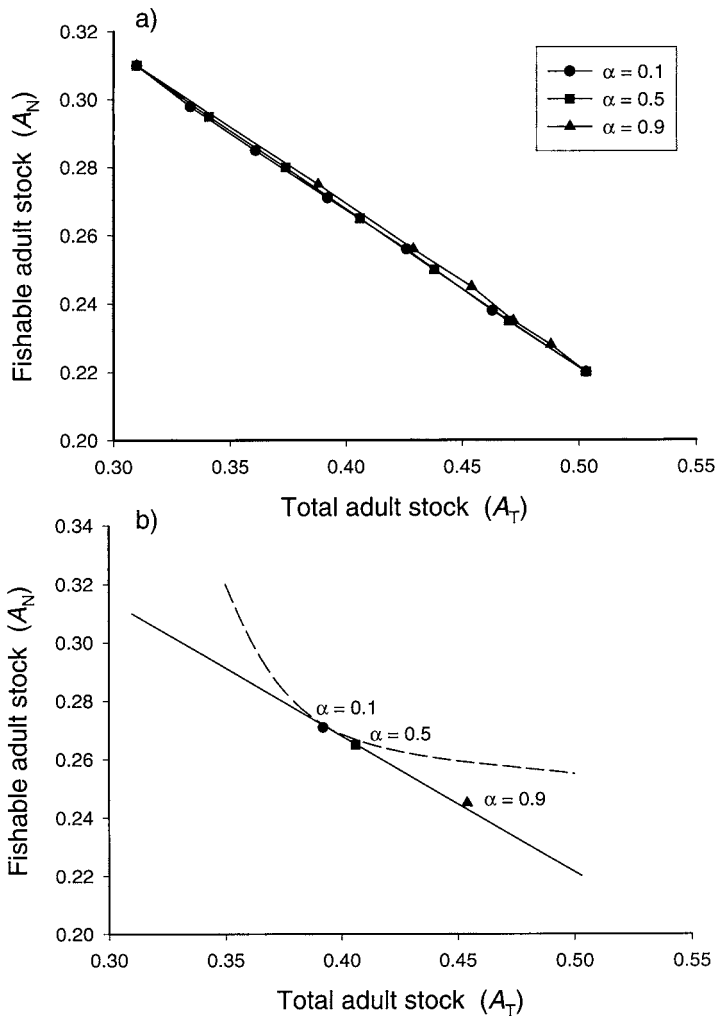 a)
0.32
0.30
0.28
0.26
0.24
0.22
0.20
Fishable adult stock (A_N)
α = 0.1
α = 0.5
α = 0.9
0.30 0.35 0.40 0.45 0.50 0.55
Total adult stock (A_T)
b)
0.34
0.32
0.30
0.28
0.26
0.24
0.22
0.20
Fishable adult stock (A_N)
α = 0.1
α = 0.5
α = 0.9
0.30 0.35 0.40 0.45 0.50 0.55
Total adult stock (A_T)